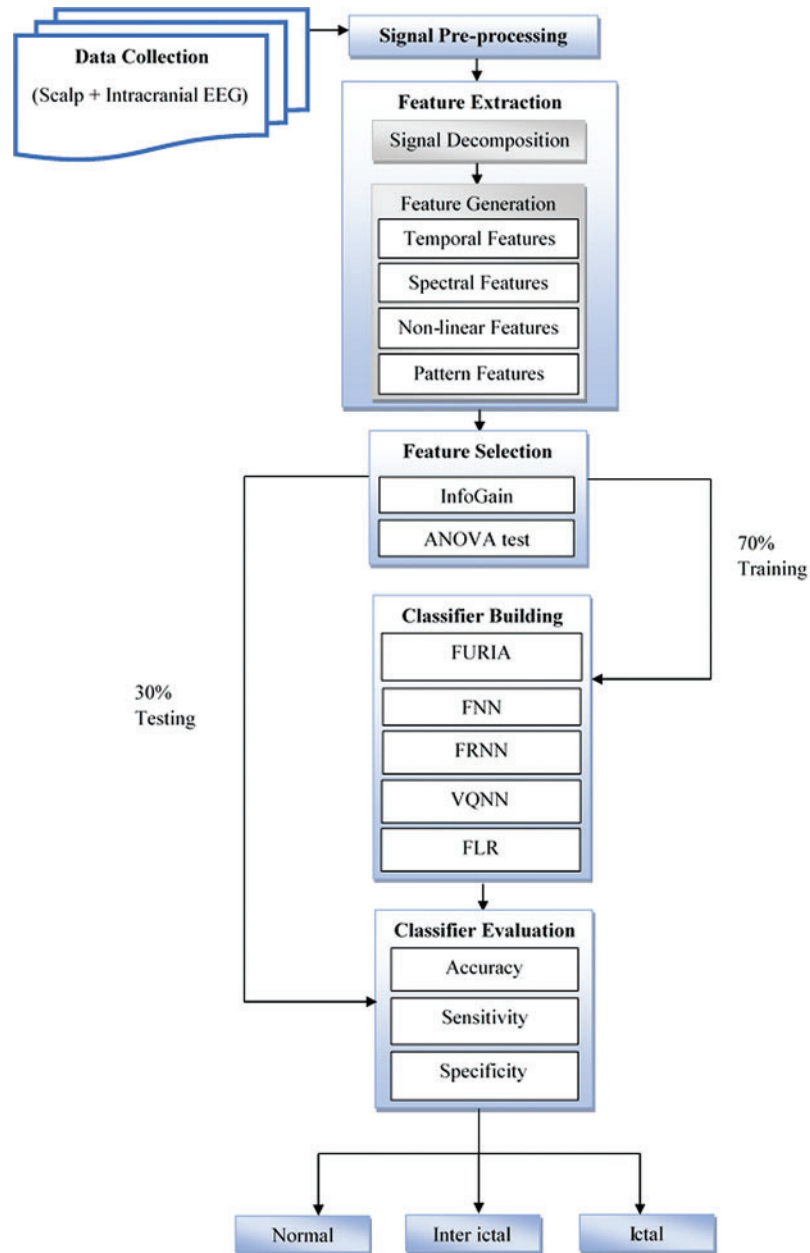 Data Collection
(Scalp + Intracranial EEG)
Signal Pre-processing
Feature Extraction
Signal Decomposition
Feature Generation
Temporal Features
Spectral Features
Non-linear Features
Pattern Features
Feature Selection
InfoGain
ANOVA test
70%
Training
Classifier Building
FURIA
FNN
FRNN
VQNN
FLR
30%
Testing
Classifier Evaluation
Accuracy
Sensitivity
Specificity
Normal
Inter ictal
Ictal